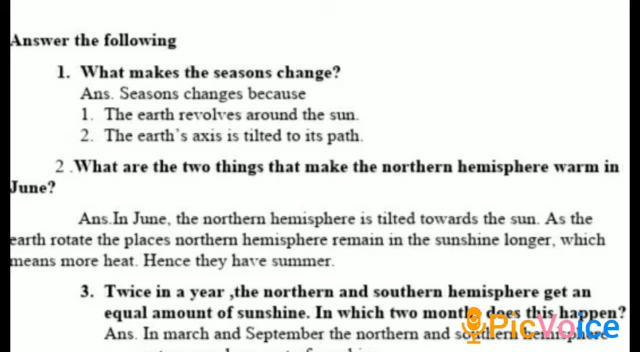 Answer the following
1. What makes the seasons change?
Ans. Seasons changes because
1. The earth revolves around the sun.
2. The earth's axis is tilted to its path.
2 .What are the two things that make the northern hemisphere warm in
June?
Ans.In June, the northern hemisphere is tilted towards the sun. As the
earth rotate the places northern hemisphere remain in the sunshine longer, which
means more heat. Hence they have summer.
3. Twice in a year ,the northern and southern hemisphere get an
equal amount of sunshine. In which two months does this happen?
Ans. In march and September the northern and southern hemisphere
PicVoice